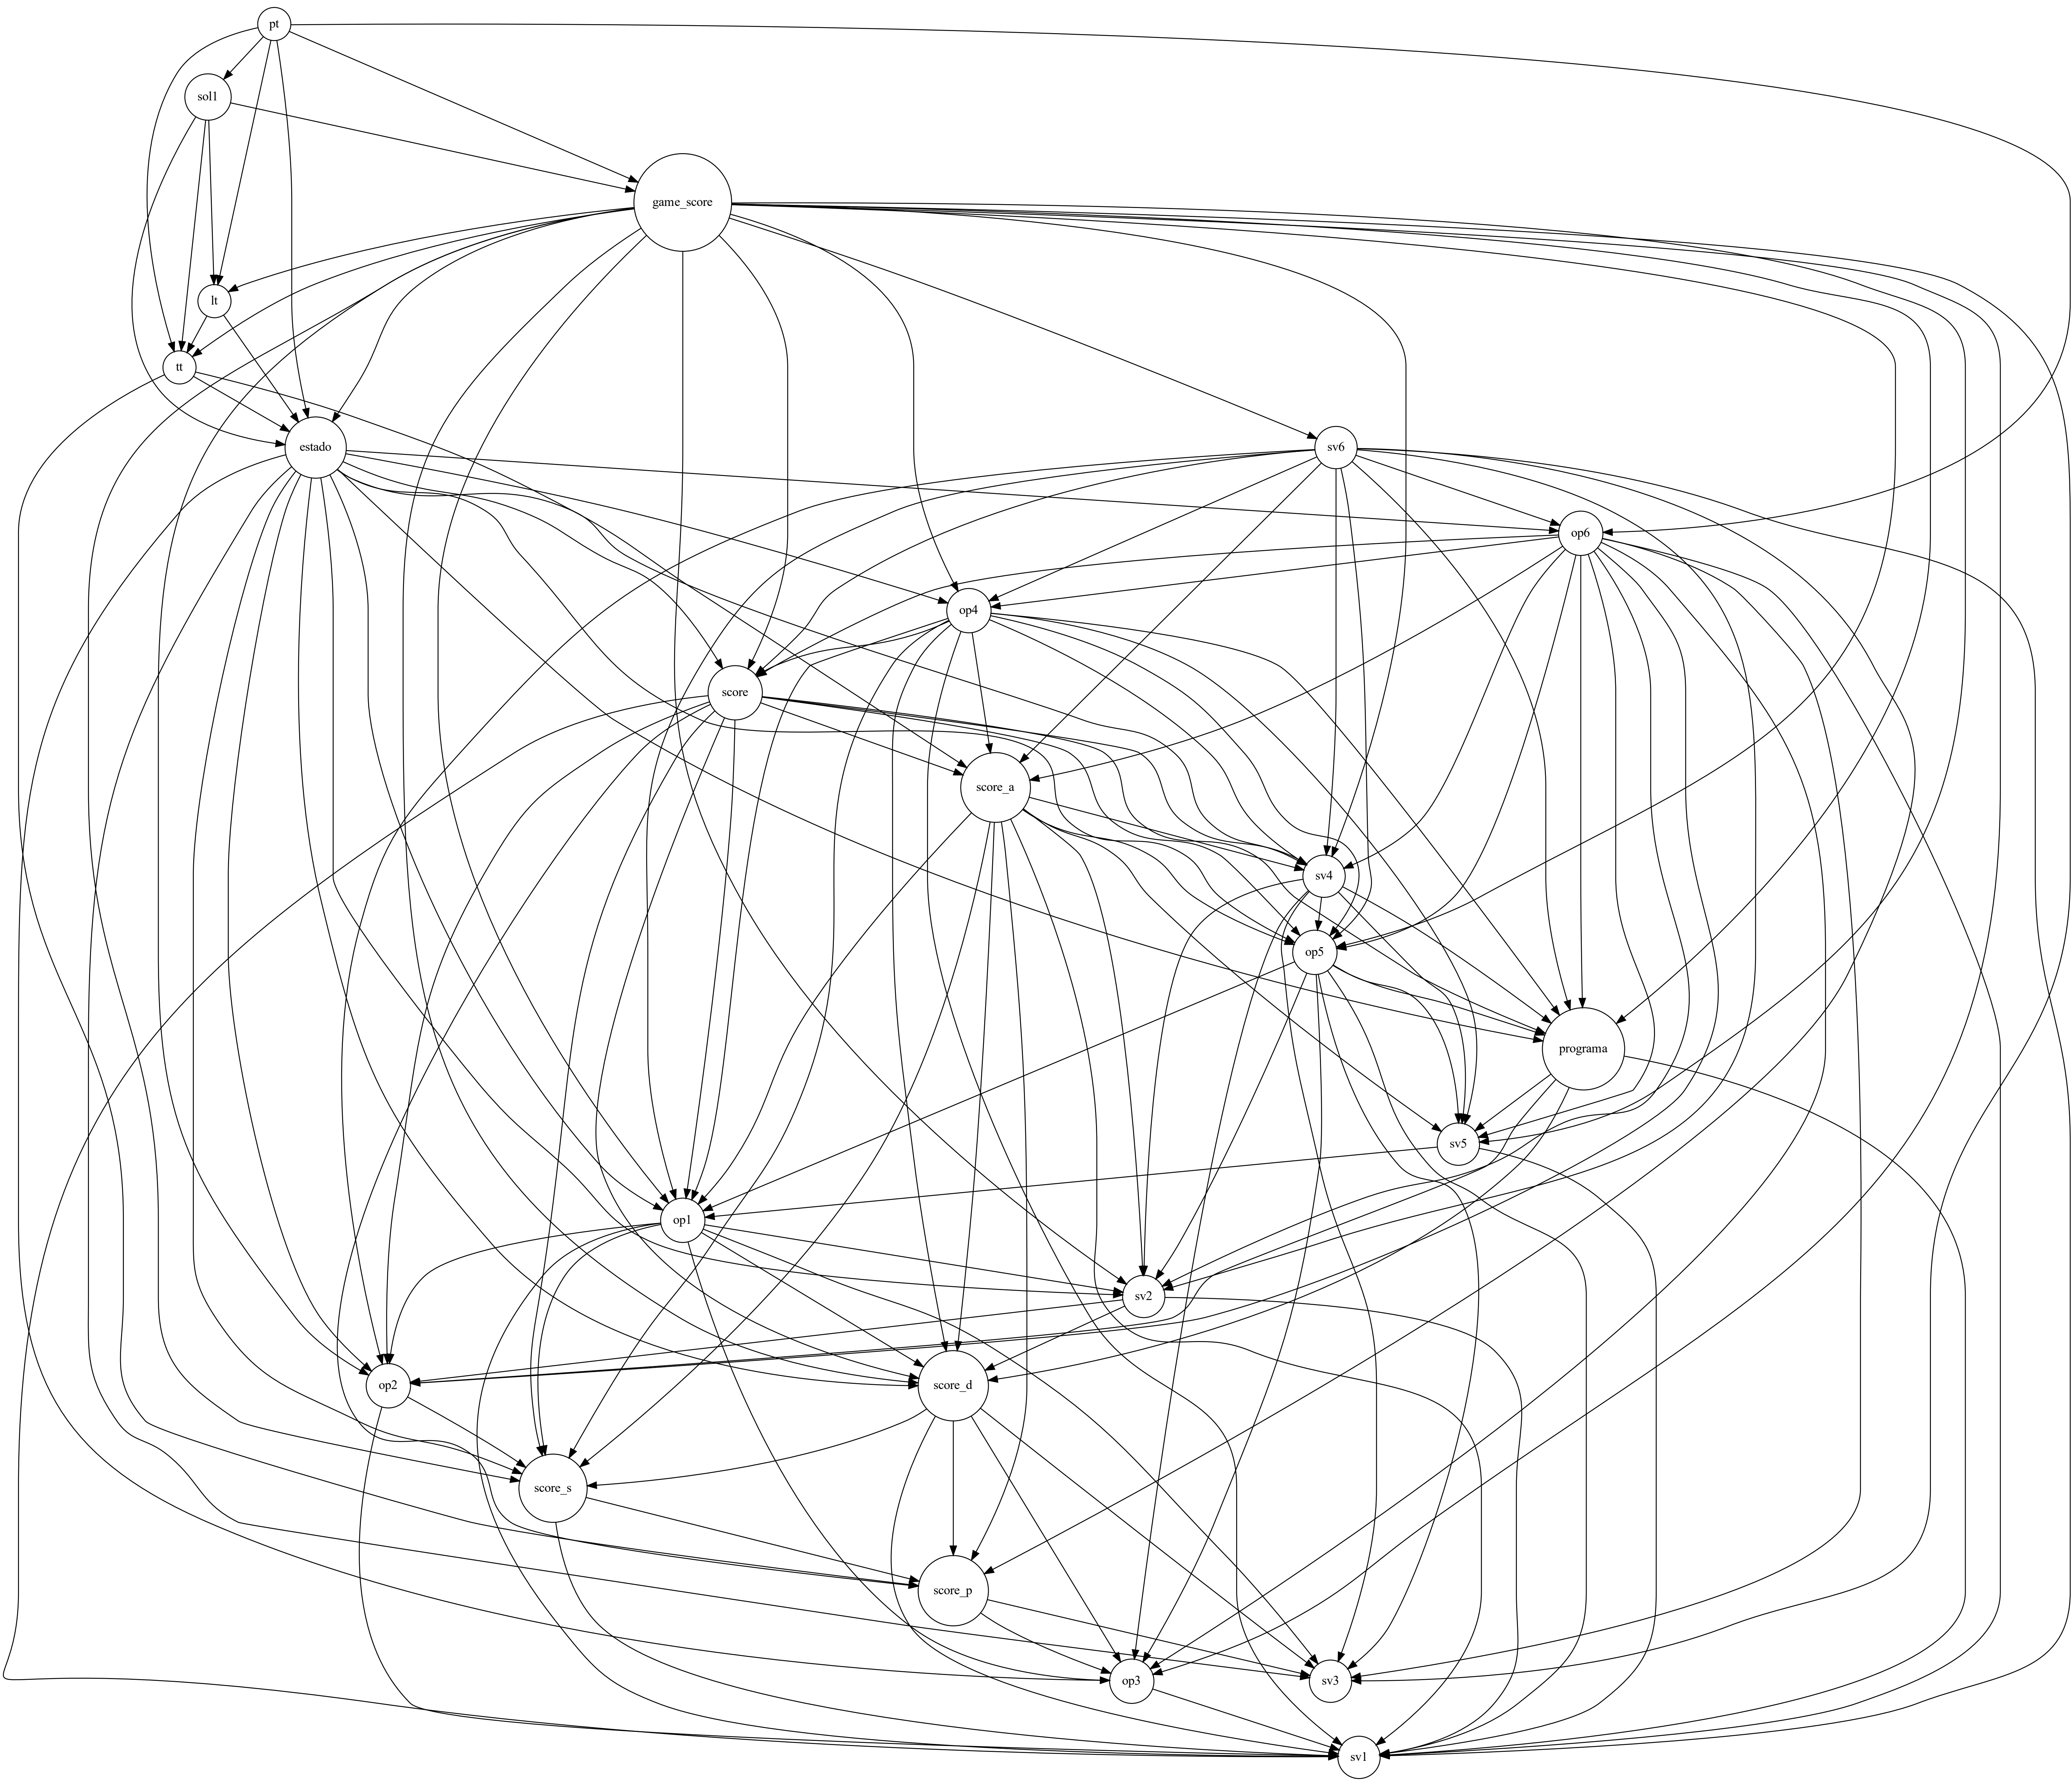 pt
sol1
game_score
lt
tt
estado
sv6
op6
op4
score
score_a
sv4
op5
programa
sv5
op1
sv2
op2
score_d
score_s
score_p
op3
sv3
sv1